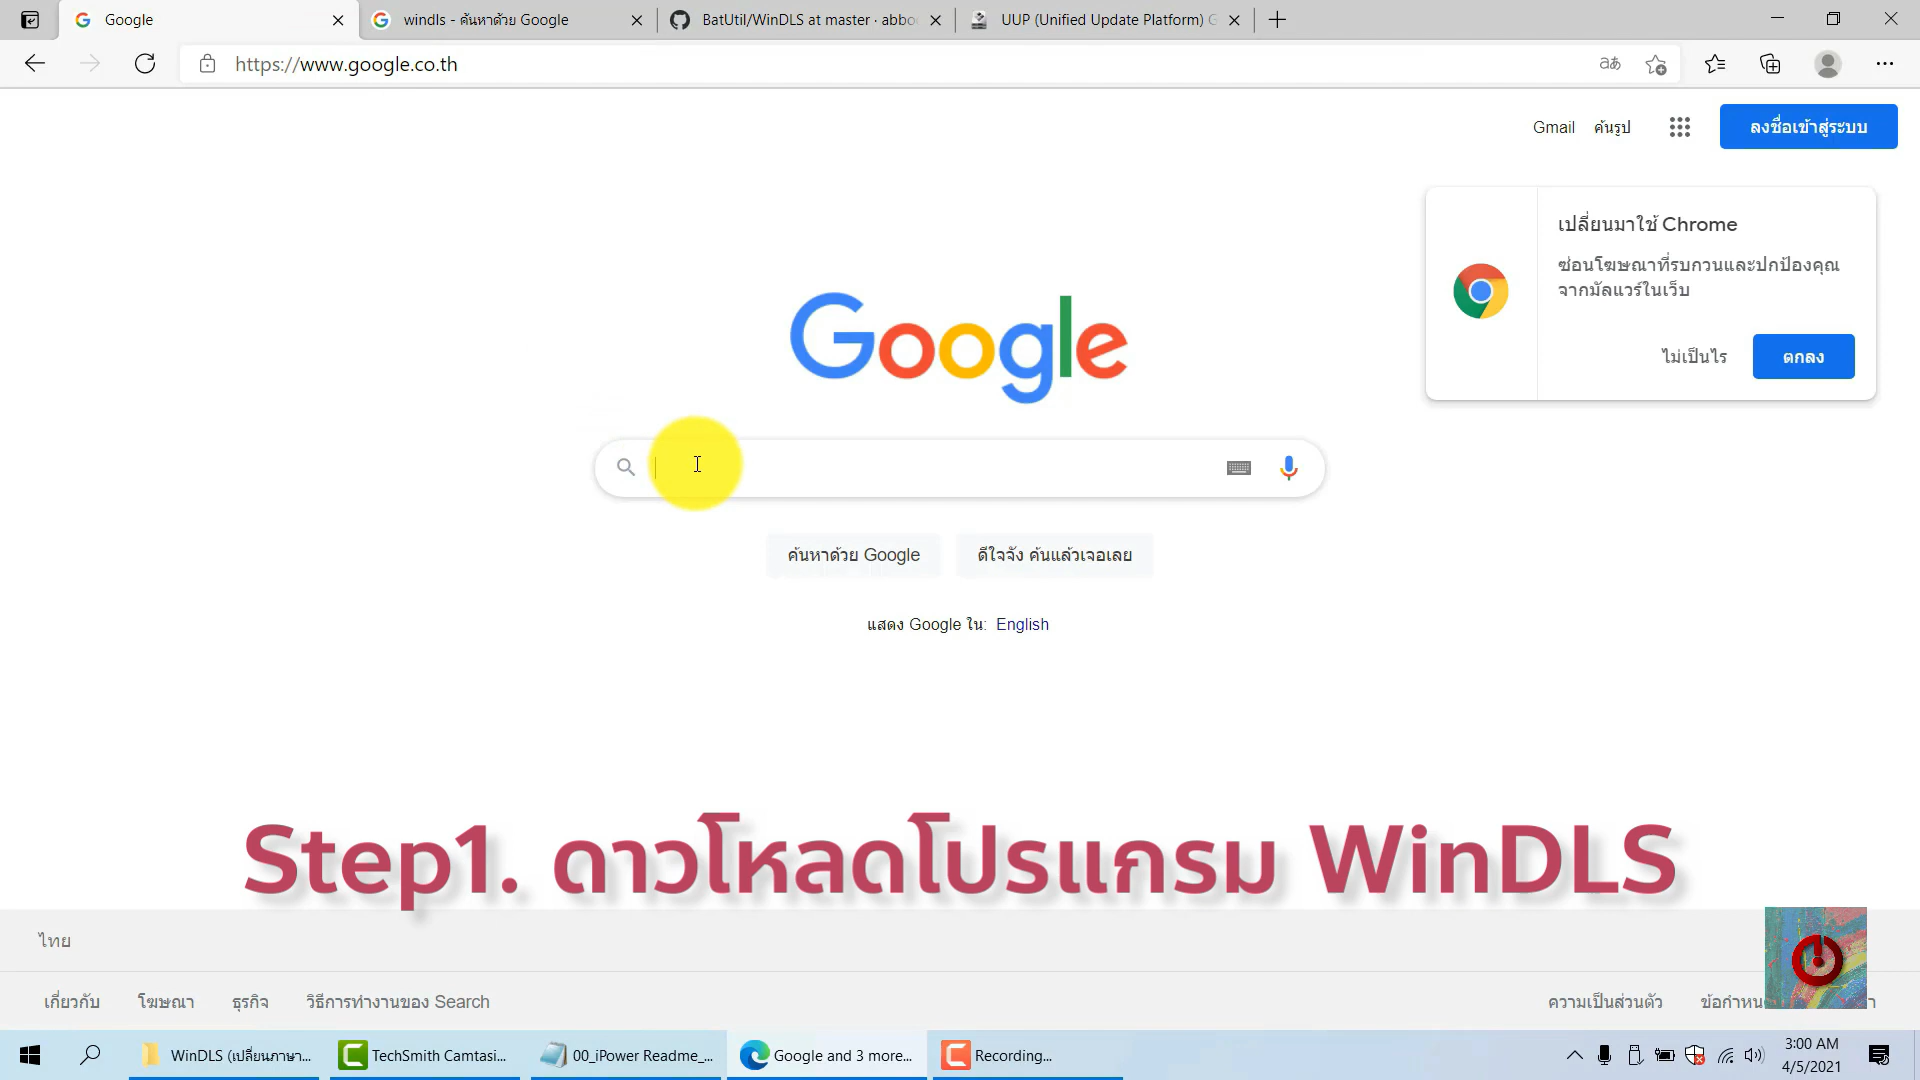 Google
windls - ค้นหาด้วย Google
BatUtil/WinDLS at master · abbo
UUP (Unified Update Platform) G
https://www.google.co.th
Gmail
ค้นรูป
ลงชื่อเข้าสู่ระบบ
เปลี่ยนมาใช้ Chrome
ซ่อนโฆษณาที่รบกวนและปกป้องคุณ
จากมัลแวร์ในเว็บ
ไม่เป็นไร
ตกลง
Google
ค้นหาด้วย Google
ดีใจจัง ค้นแล้วเจอเลย
แสดง Google ใน: English
Step1. ดาวโหลดโปรแกรม WinDLS
ไทย
เกี่ยวกับ
โฆษณา
ธุรกิจ
วิธีการทำงานของ Search
ความเป็นส่วนตัว
WinDLS (เปลี่ยนภาษา...
TechSmith Camtasi...
00_iPower Readme_...
Google and 3 more...
Recording...
3:00 AM
4/5/2021